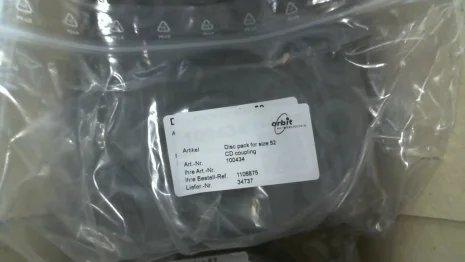 orbit
Artikel Disc pack for size 52
CD coupling
Art.-Nr. 100434
Ihre Art.-Nr.
Ihre Bestell-Ref. 1106875
Liefer.-Nr. 34737